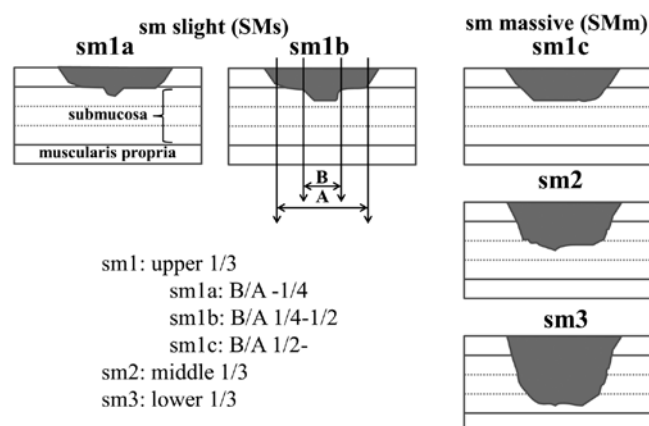 sm slight (SMs)
sm massive (SMm)
sm1a
sm1b
sm1c
submucosa
muscularis propria
B
A
sm2
sm3
sm1: upper 1/3
sm1a: B/A -1/4
sm1b: B/A 1/4-1/2
sm1c: B/A 1/2-
sm2: middle 1/3
sm3: lower 1/3